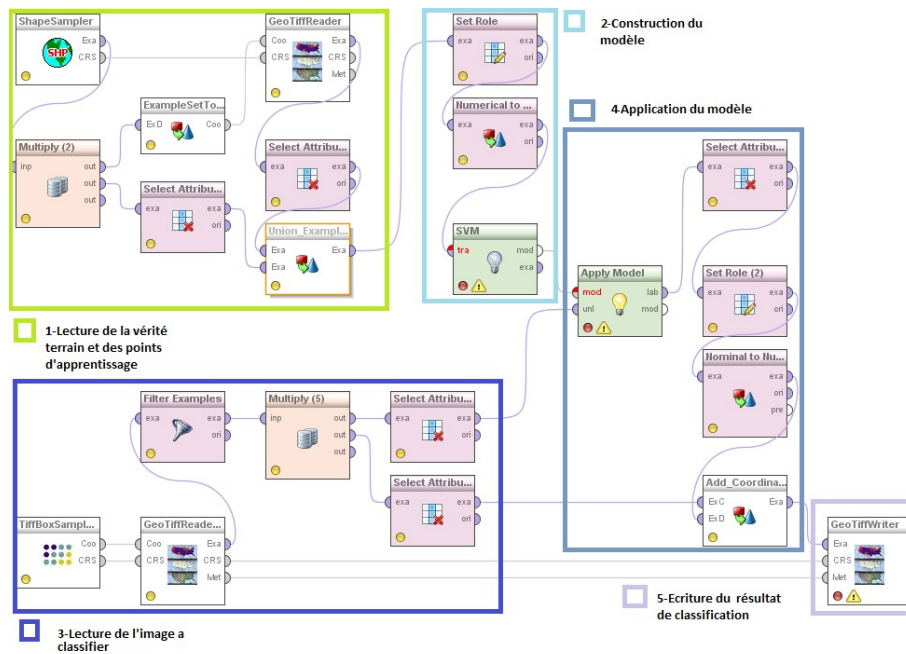 ShapeSampler
SHP
Exa
CRS
GeoTiffReader
Coo Exa
CRS CRS
Met
ExampleSetTo...
ExD Coo
Multiply (2)
inp out
out
out
Select Attribu...
exa exa
ori
Select Attribu...
exa exa
ori
Union_Exampl...
Exa Exa
Exa
1-Lecture de la vérité
terrain et des points
d'apprentissage
Set Role
exa exa
ori
Numerical to ...
exa exa
ori
SVM
tra mod
exa
2-Construction du
modèle
4-Application du modèle
Select Attribu...
exa exa
ori
Apply Model
mod lab
unl mod
Set Role (2)
exa exa
ori
Nominal to Nu...
exa exa
ori
pre
Add_Coordina...
ExC Exa
ExD
Filter Examples
exa exa
ori
Multiply (5)
inp out
out
out
Select Attribu...
exa exa
ori
Select Attribu...
exa exa
ori
TiffBoxSampl...
Coo
CRS
GeoTiffReade...
Coo Exa
CRS CRS
Met
3-Lecture de l'image a
classifier
GeoTiffWriter
Exa
CRS
Met
5-Ecriture du résultat
de classification